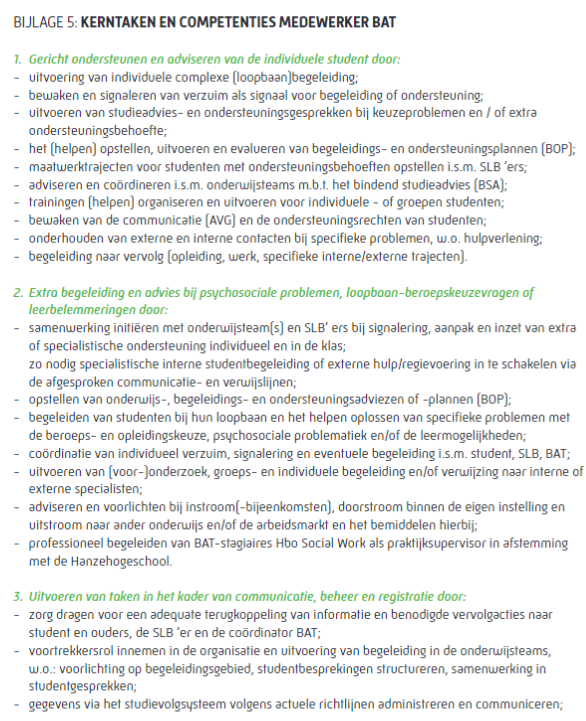 BIJLAGE 5: KERNTAKEN EN COMPETENTIES MEDEWERKER BAT
1. Gericht ondersteunen en adviseren van de individuele student door:
- uitvoering van individuele complexe (loopbaan)begeleiding;
- bewaken en signaleren van verzuim als signaal voor begeleiding of ondersteuning;
- uitvoeren van studieadvies- en ondersteuningsgesprekken bij keuzeproblemen en / of extra
ondersteuningsbehoefte;
- het (helpen) opstellen, uitvoeren en evalueren van begeleidings- en ondersteuningsplannen (BOP);
- maatwerktrajecten voor studenten met ondersteuningsbehoeften opstellen i.s.m. SLB 'ers;
- adviseren en coördineren i.s.m. onderwijsteams m.b.t. het bindend studieadvies (BSA);
- trainingen (helpen) organiseren en uitvoeren voor individuele - of groepen studenten;
- bewaken van de communicatie (AVG) en de ondersteuningsrechten van studenten;
- onderhouden van externe en interne contacten bij specifieke problemen, w.o. hulpverlening;
- begeleiding naar vervolg (opleiding, werk, specifieke interne/externe trajecten).
2. Extra begeleiding en advies bij psychosociale problemen, loopbaan-beroepskeuzevragen of
leerbelemmeringen door:
- samenwerking initiëren met onderwijsteam(s) en SLB' ers bij signalering, aanpak en inzet van extra
of specialistische ondersteuning individueel en in de klas;
zo nodig specialistische interne studentbegeleiding of externe hulp/regievoering in te schakelen via
de afgesproken communicatie- en verwijslijnen;
- opstellen van onderwijs-, begeleidings- en ondersteuningsadviezen of -plannen (BOP);
- begeleiden van studenten bij hun loopbaan en het helpen oplossen van specifieke problemen met
de beroeps- en opleidingskeuze, psychosociale problematiek en/of de leermogelijkheden;
- coördinatie van individueel verzuim, signalering en eventuele begeleiding i.s.m. student, SLB, BAT;
- uitvoeren van (voor-)onderzoek, groeps- en individuele begeleiding en/of verwijzing naar interne of
externe specialisten;
- adviseren en voorlichten bij instroom(-bijeenkomsten), doorstroom binnen de eigen instelling en
uitstroom naar ander onderwijs en/of de arbeidsmarkt en het bemiddelen hierbij;
- professioneel begeleiden van BAT-stagiaires Hbo Social Work als praktijksupervisor in afstemming
met de Hanzehogeschool.
3. Uitvoeren van taken in het kader van communicatie, beheer en registratie door:
- zorg dragen voor een adequate terugkoppeling van informatie en benodigde vervolgacties naar
student en ouders, de SLB 'er en de coördinator BAT;
- voortrekkersrol innemen in de organisatie en uitvoering van begeleiding in de onderwijsteams,
w.o.: voorlichting op begeleidingsgebied, studentbesprekingen structureren, samenwerking in
studentgesprekken;
- gegevens via het studievolgsysteem volgens actuele richtlijnen administreren en communiceren;